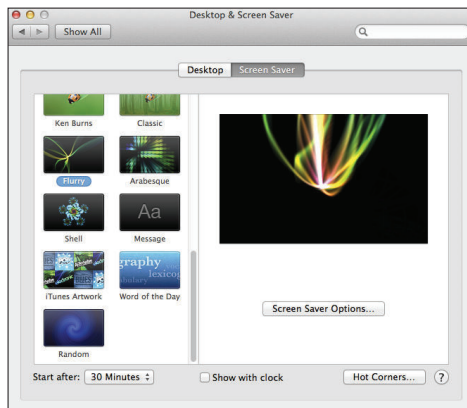 Desktop & Screen Saver
Show All
Desktop Screen Saver
Ken Burns Classic
Flurry Arabesque
Aa
Shell Message
graphy
lexicog
iTunes Artwork Word of the Day
Random
Screen Saver Options...
Start after: 30 Minutes Show with clock Hot Corners... ?